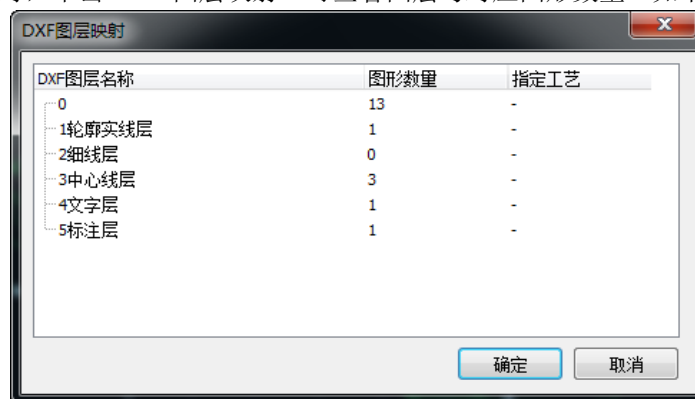 DXF图层映射
DXF图层名称 图形数量 指定工艺
0 13 -
1轮廓实线层 1 -
2细线层 0 -
3中心线层 3 -
4文字层 1 -
5标注层 1 -
确定 取消